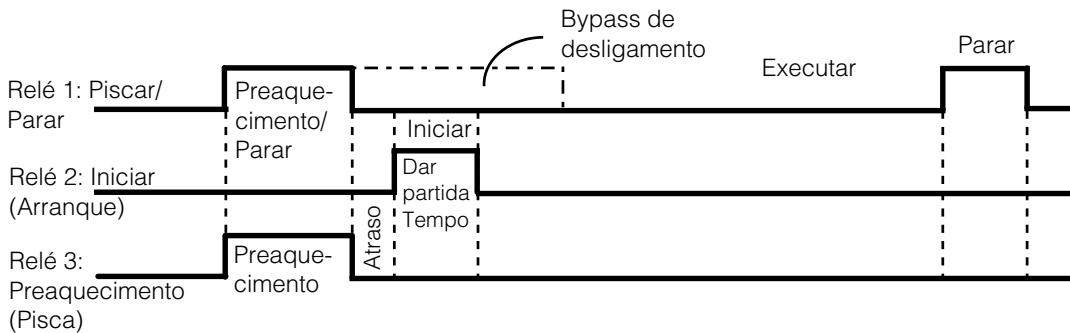 Bypass de
desligamento
Parar
Executar
Relé 1: Piscar/
Parar
Preaque-
cimento/
Parar
Iniciar
Relé 2: Iniciar
(Arranque)
Dar
partida
Tempo
Atraso
Relé 3:
Preaquecimento
(Pisca)
Preaque-
cimento